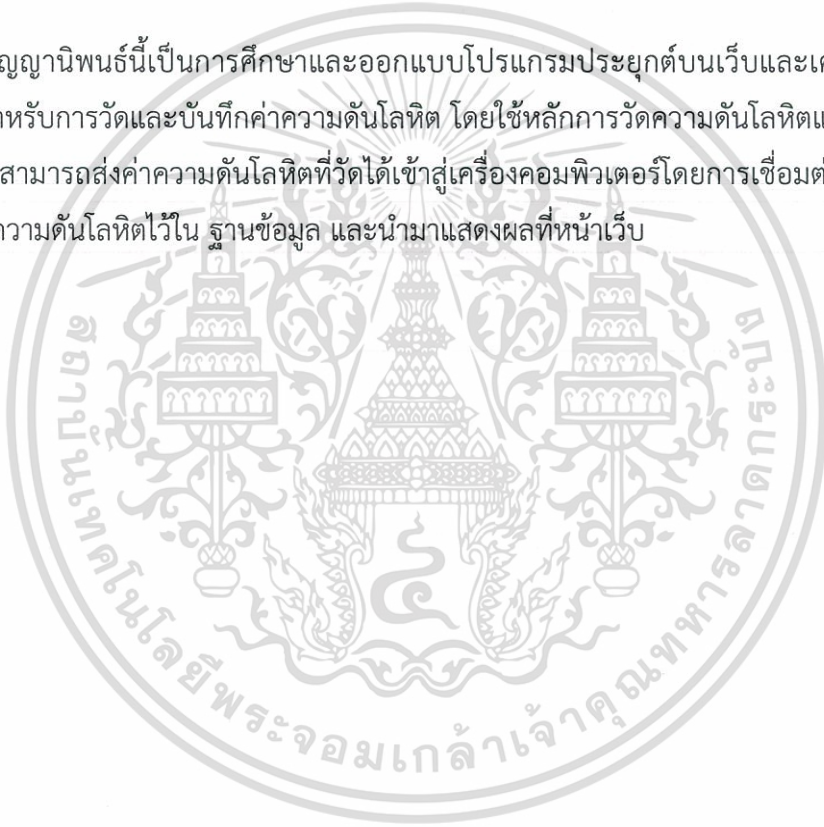 ญญานิพนธ์นี้เป็นการศึกษาและออกแบบโปรแกรมประยุกต์บนเว็บและเค
าหรับการวัดและบันทึกค่าความดันโลหิต โดยใช้หลักการวัดความดันโลหิตแ
สามารถส่งค่าความดันโลหิตที่วัดได้เข้าสู่เครื่องคอมพิวเตอร์โดยการเชื่อมต
ความดันโลหิตไว้ใน ฐานข้อมูล และนำมาแสดงผลที่หน้าเว็บ
สถาบันเทคโนโลยีพระจอมเกล้าเจ้าคุณทหารลาดกระบัง